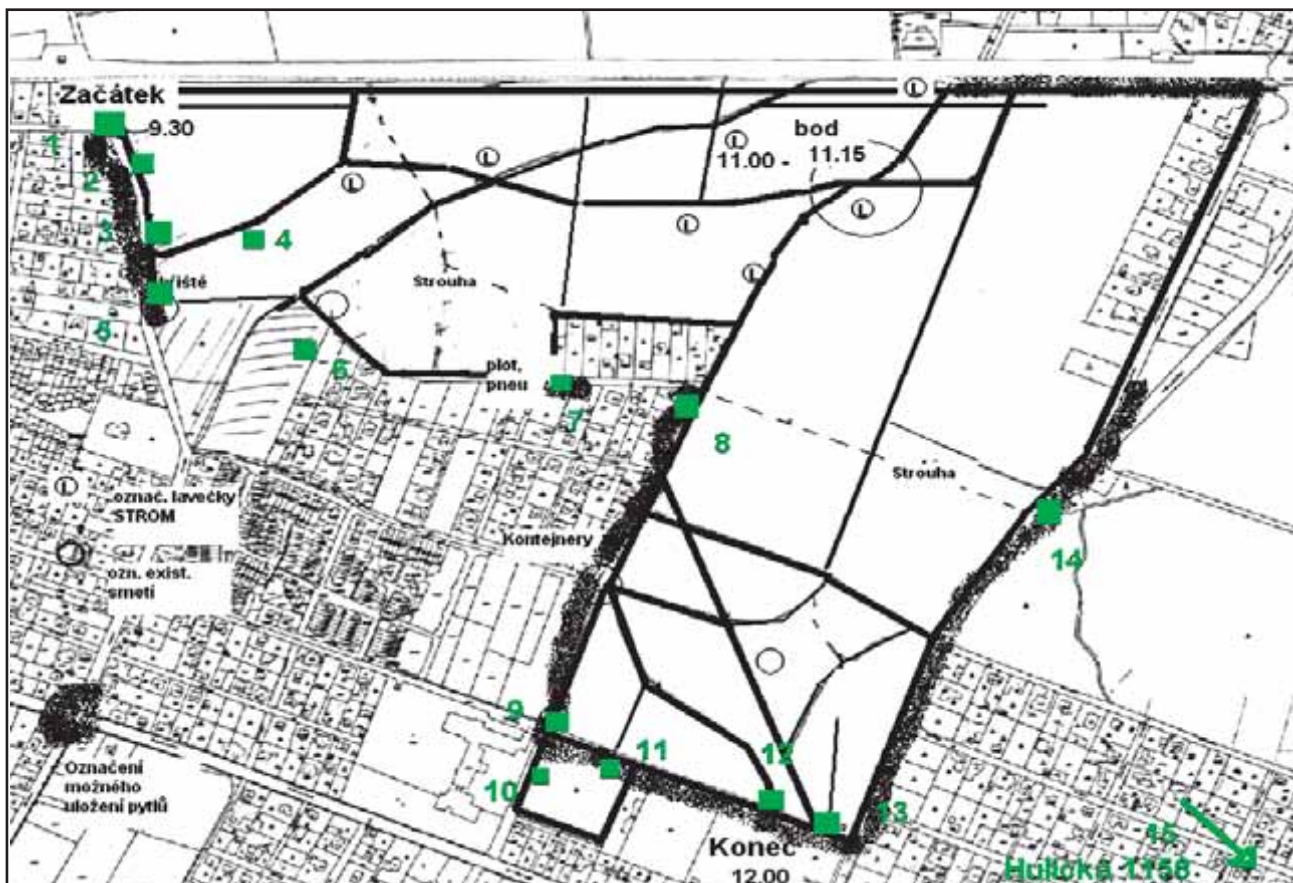 Začátek
9.30
1
2
3
4
5
6
7
8
bod
11.00 - 11.15
Strouha
plot,
pneu
Strouha
označ. lavečky
STROM
ozn. exist.
smetí
Kontejnery
14
9
10
11
12
13
Označení
možného
uložení pytlů
Konec
12.00
15
Hulická 1158